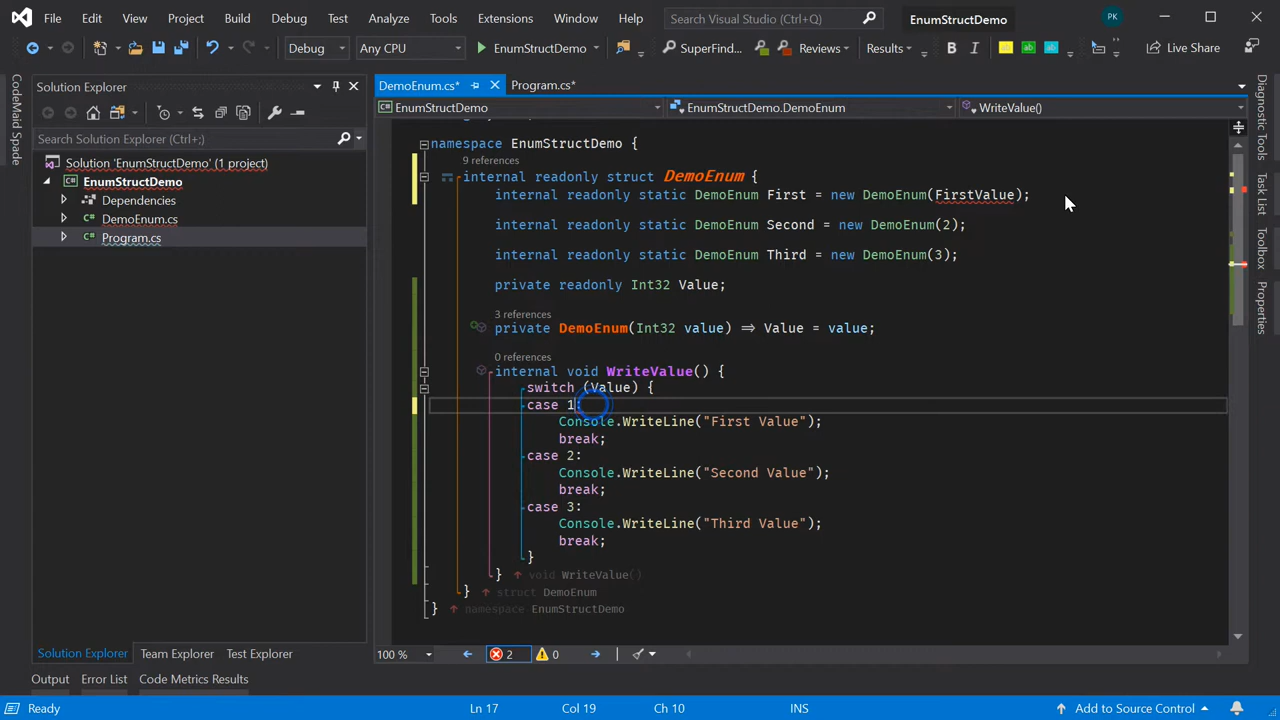 File Edit View Project Build Debug Test Analyze Tools Extensions Window Help Search Visual Studio (Ctrl+Q) EnumStructDemo PK
Debug Any CPU EnumStructDemo SuperFind... Reviews Results B I ab ab Live Share
Solution Explorer
DemoEnum.cs* Program.cs*
EnumStructDemo EnumStructDemo.DemoEnum WriteValue()
Search Solution Explorer (Ctrl+;)
Solution 'EnumStructDemo' (1 project)
EnumStructDemo
Dependencies
DemoEnum.cs
Program.cs
CodeMaid Spade
namespace EnumStructDemo {
9 references
internal readonly struct DemoEnum {
internal readonly static DemoEnum First = new DemoEnum(FirstValue);
internal readonly static DemoEnum Second = new DemoEnum(2);
internal readonly static DemoEnum Third = new DemoEnum(3);
private readonly Int32 Value;
3 references
private DemoEnum(Int32 value) => Value = value;
0 references
internal void WriteValue() {
switch (Value) {
case 1:
Console.WriteLine("First Value");
break;
case 2:
Console.WriteLine("Second Value");
break;
case 3:
Console.WriteLine("Third Value");
break;
}
} void WriteValue()
} struct DemoEnum
} namespace EnumStructDemo
Diagnostic Tools
Task List
Toolbox
Properties
Solution Explorer Team Explorer Test Explorer
100 % 2 0
Output Error List Code Metrics Results
Ready Ln 17 Col 19 Ch 10 INS Add to Source Control